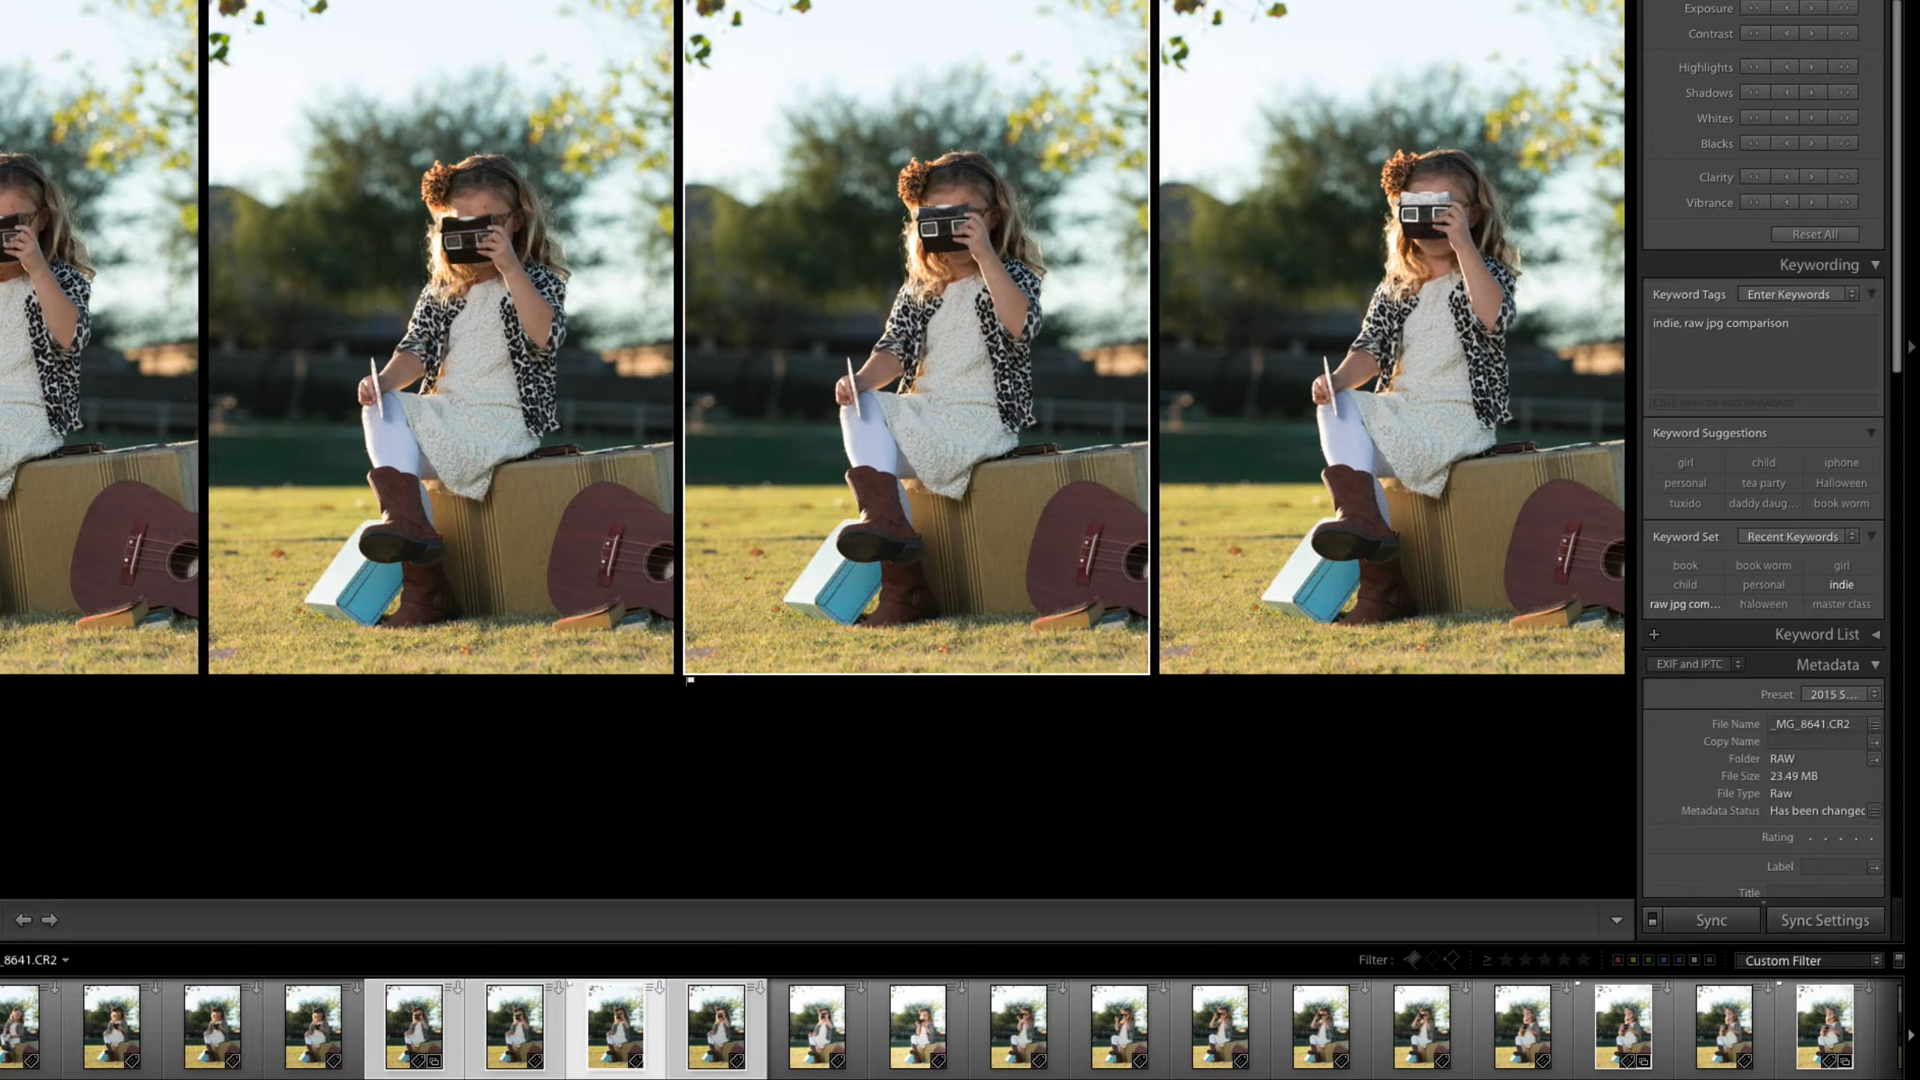 Exposure
Contrast
Highlights
Shadows
Whites
Blacks
Clarity
Vibrance
Reset All
Keywording
Keyword Tags Enter Keywords
indie, raw jpg comparison
Keyword Suggestions
girl child iphone
personal tea party Halloween
tuxido daddy daug... book worm
Keyword Set Recent Keywords
book book worm girl
child personal indie
raw jpg com... haloween master class
Keyword List
EXIF and IPTC Metadata
Preset 2015 S...
File Name _MG_8641.CR2
Copy Name
Folder RAW
File Size 23.49 MB
File Type Raw
Metadata Status Has been changed
Rating
Label
Title
Sync Sync Settings
_8641.CR2 Filter : Custom Filter